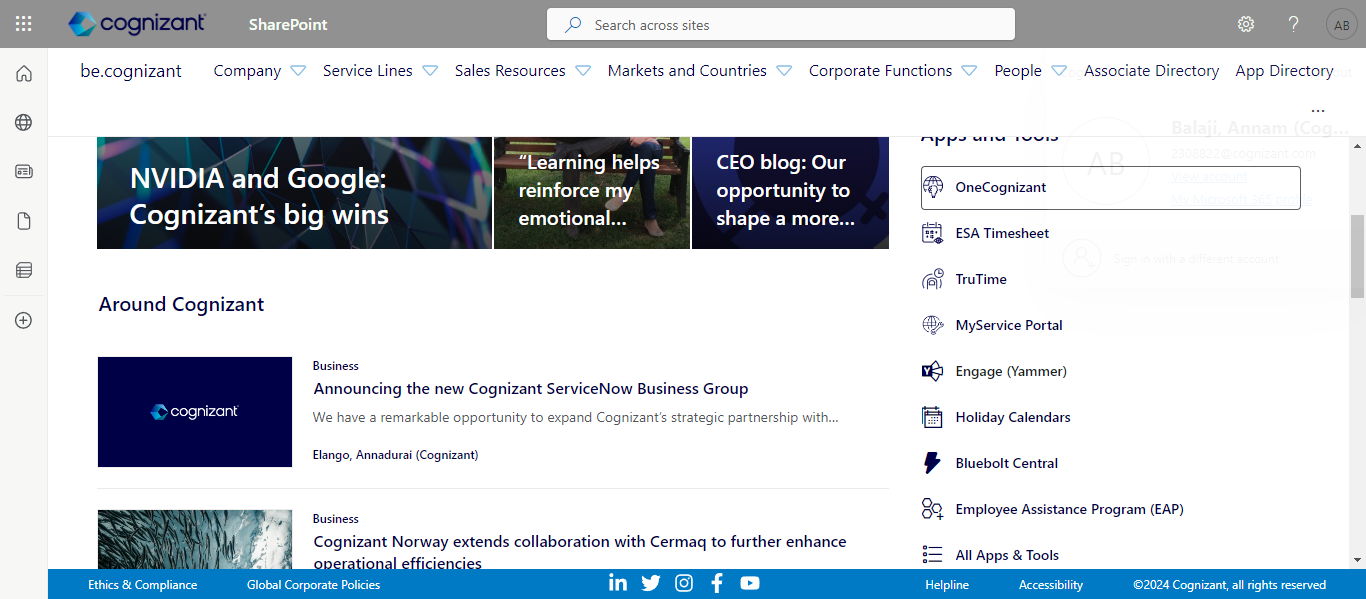 cognizant
SharePoint
Search across sites
AB
be.cognizant
Company
Service Lines
Sales Resources
Markets and Countries
Corporate Functions
People
Associate Directory
App Directory
...
NVIDIA and Google:
Cognizant’s big wins
“Learning helps
reinforce my
emotional...
CEO blog: Our
opportunity to
shape a more...
Around Cognizant
cognizant
Business
Announcing the new Cognizant ServiceNow Business Group
We have a remarkable opportunity to expand Cognizant’s strategic partnership with...
Elango, Annadurai (Cognizant)
Business
Cognizant Norway extends collaboration with Cermaq to further enhance
operational efficiencies
Apps and Tools
OneCognizant
ESA Timesheet
TruTime
MyService Portal
Engage (Yammer)
Holiday Calendars
Bluebolt Central
Employee Assistance Program (EAP)
All Apps & Tools
AB
Balaji, Annam (Cog...
View account
My Microsoft 365 profile
Sign in with a different account
Ethics & Compliance
Global Corporate Policies
Helpline
Accessibility
©2024 Cognizant, all rights reserved